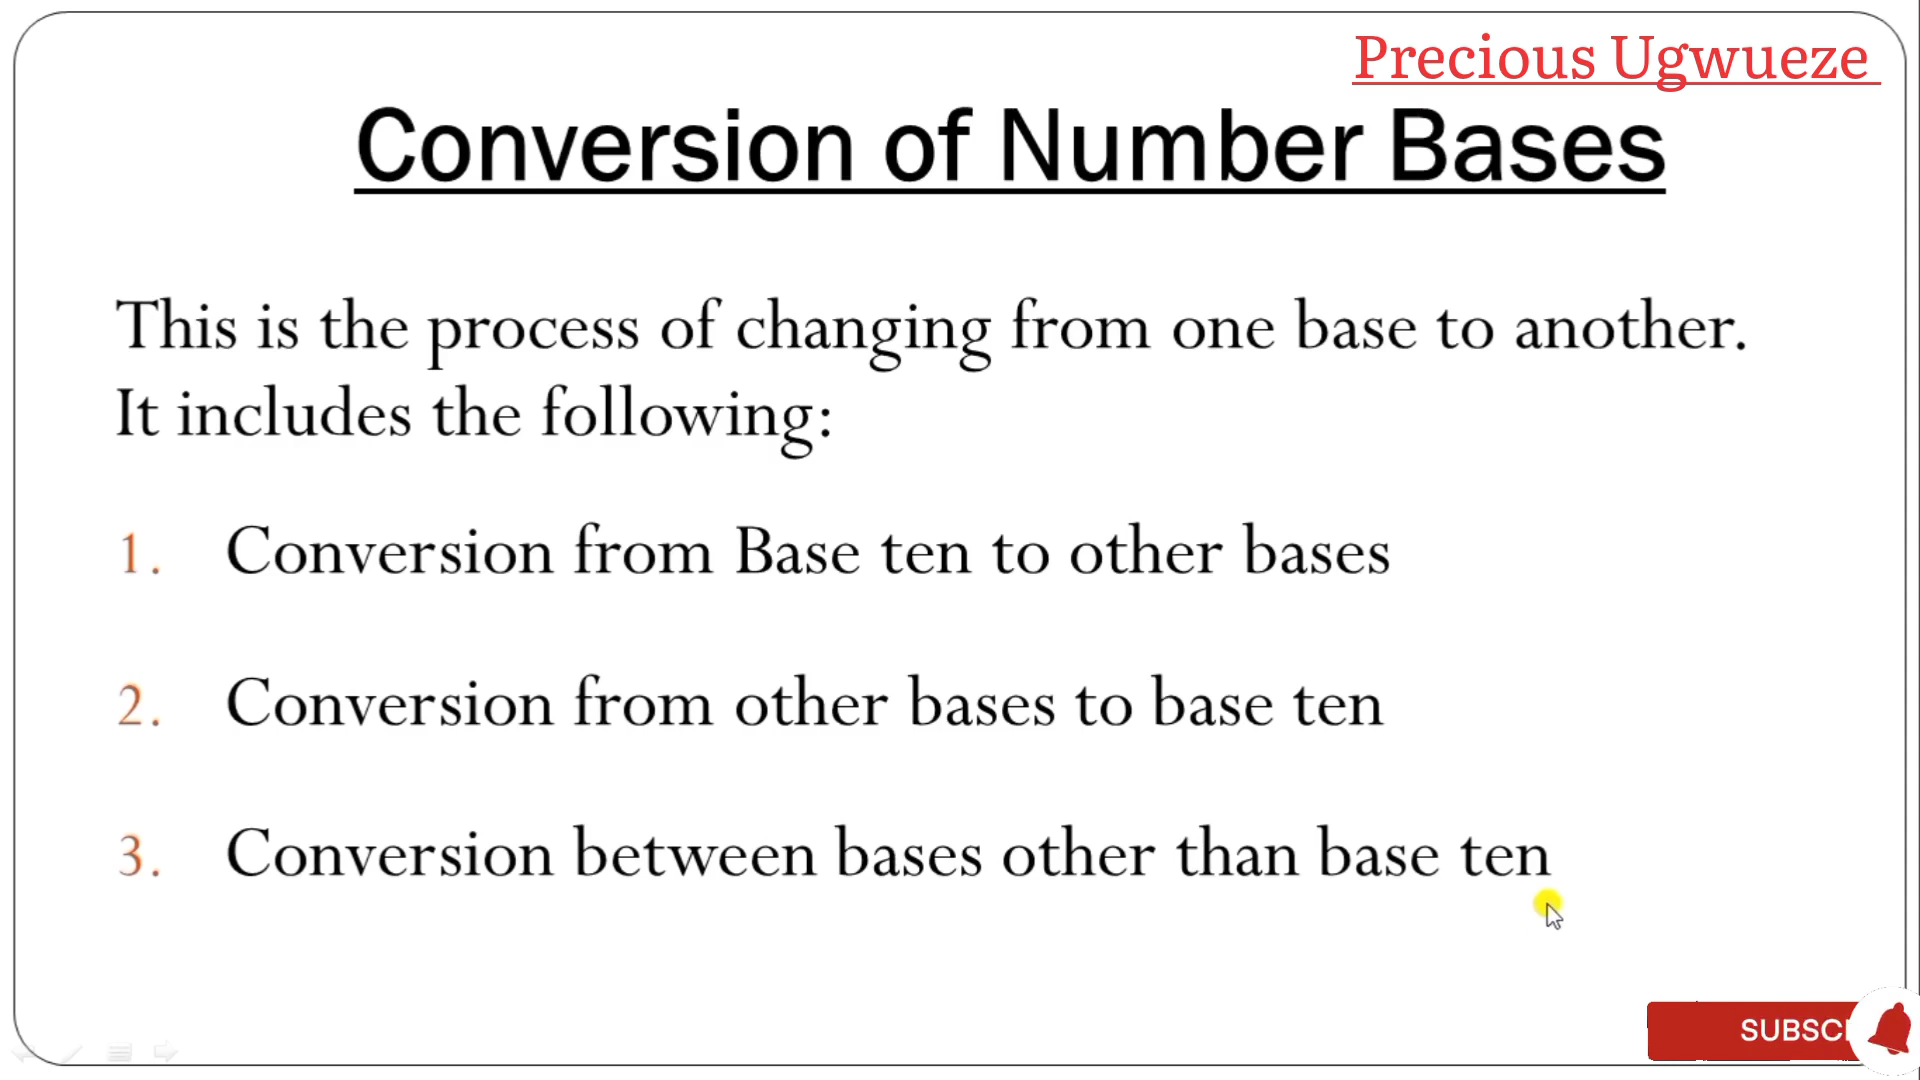 Precious Ugwueze
Conversion of Number Bases
This is the process of changing from one base to another.
It includes the following:
1. Conversion from Base ten to other bases
2. Conversion from other bases to base ten
3. Conversion between bases other than base ten
SUBSC